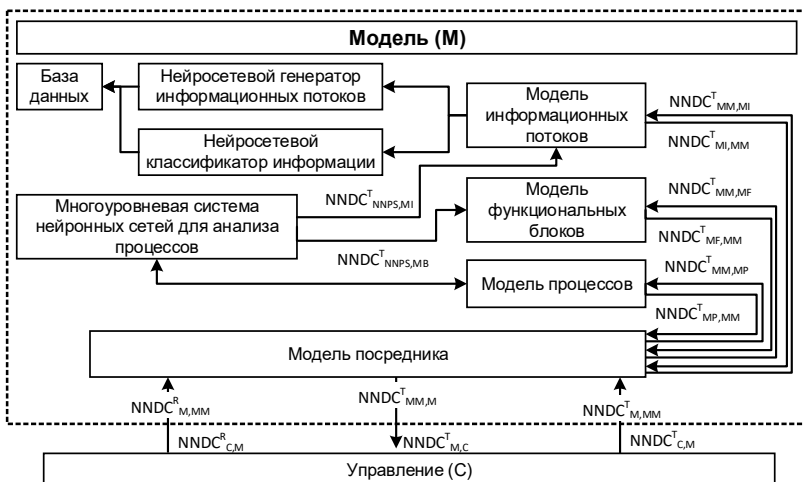 Модель (М)
База
данных
Нейросетевой генератор
информационных потоков
Нейросетевой
классификатор информации
Модель
информационных
потоков
NNDC^T_MM,MI
NNDC^T_MI,MM
Многоуровневая система
нейронных сетей для анализа
процессов
NNDC^T_NNPS,MI
NNDC^T_NNPS,MB
Модель
функциональных
блоков
NNDC^T_MM,MF
NNDC^T_MF,MM
Модель процессов
NNDC^T_MM,MP
NNDC^T_MP,MM
Модель посредника
NNDC^R_M,MM
NNDC^T_MM,M
NNDC^T_M,MM
NNDC^R_C,M
NNDC^T_M,C
NNDC^T_C,M
Управление (С)